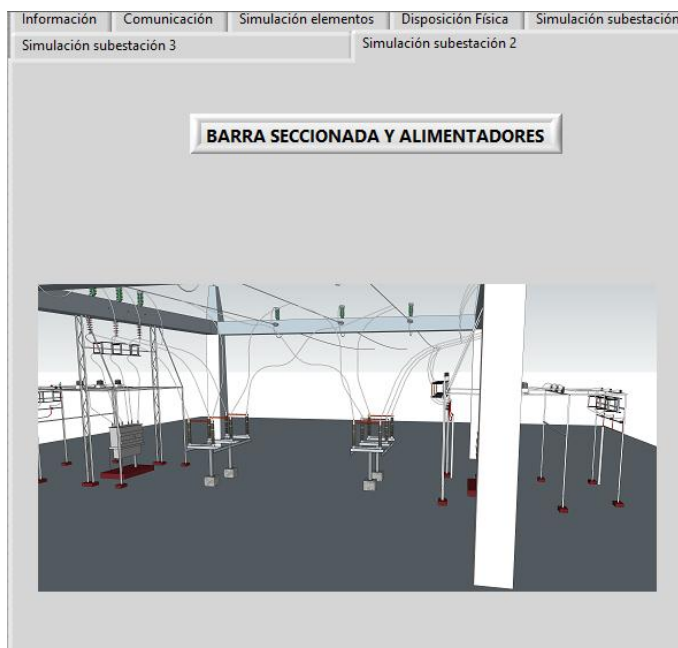 Información Comunicación Simulación elementos Disposición Física Simulación subestación
Simulación subestación 3 Simulación subestación 2
BARRA SECCIONADA Y ALIMENTADORES